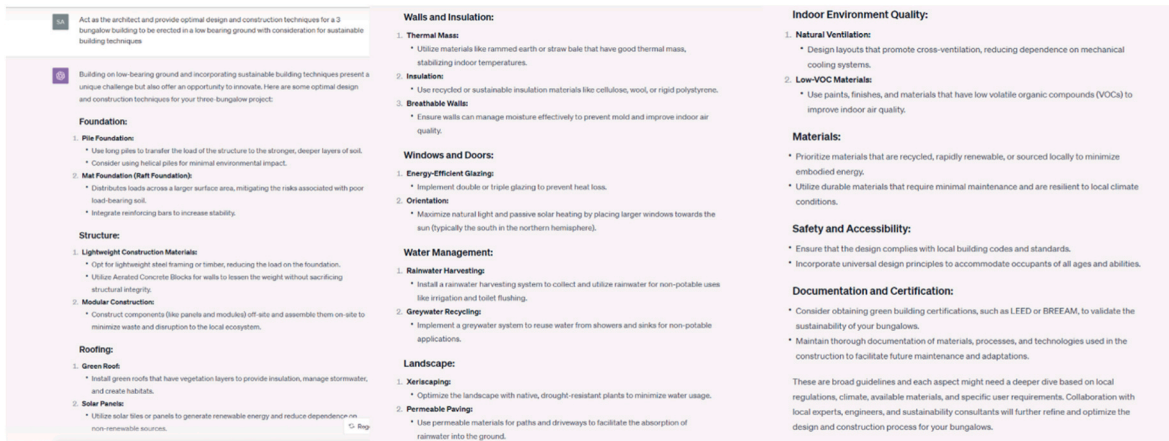 SA
Act as the architect and provide optimal design and construction techniques for a 3
bungalow building to be erected in a low bearing ground with consideration for sustainable
building techniques
Building on low-bearing ground and incorporating sustainable building techniques present a
unique challenge but also offer an opportunity to innovate. Here are some optimal design
and construction techniques for your three-bungalow project:
Foundation:
1. Pile Foundation:
• Use long piles to transfer the load of the structure to the stronger, deeper layers of soil.
• Consider using helical piles for minimal environmental impact.
2. Mat Foundation (Raft Foundation):
• Distributes loads across a larger surface area, mitigating the risks associated with poor
load-bearing soil.
• Integrate reinforcing bars to increase stability.
Structure:
1. Lightweight Construction Materials:
• Opt for lightweight steel framing or timber, reducing the load on the foundation.
• Utilize Aerated Concrete Blocks for walls to lessen the weight without sacrificing
structural integrity.
2. Modular Construction:
• Construct components (like panels and modules) off-site and assemble them on-site to
minimize waste and disruption to the local ecosystem.
Roofing:
1. Green Roof:
• Install green roofs that have vegetation layers to provide insulation, manage stormwater,
and create habitats.
2. Solar Panels:
• Utilize solar tiles or panels to generate renewable energy and reduce dependence on
non-renewable sources.
Rege
Walls and Insulation:
1. Thermal Mass:
• Utilize materials like rammed earth or straw bale that have good thermal mass,
stabilizing indoor temperatures.
2. Insulation:
• Use recycled or sustainable insulation materials like cellulose, wool, or rigid polystyrene.
3. Breathable Walls:
• Ensure walls can manage moisture effectively to prevent mold and improve indoor air
quality.
Windows and Doors:
1. Energy-Efficient Glazing:
• Implement double or triple glazing to prevent heat loss.
2. Orientation:
• Maximize natural light and passive solar heating by placing larger windows towards the
sun (typically the south in the northern hemisphere).
Water Management:
1. Rainwater Harvesting:
• Install a rainwater harvesting system to collect and utilize rainwater for non-potable uses
like irrigation and toilet flushing.
2. Greywater Recycling:
• Implement a greywater system to reuse water from showers and sinks for non-potable
applications.
Landscape:
1. Xeriscaping:
• Optimize the landscape with native, drought-resistant plants to minimize water usage.
2. Permeable Paving:
• Use permeable materials for paths and driveways to facilitate the absorption of
rainwater into the ground.
Indoor Environment Quality:
1. Natural Ventilation:
• Design layouts that promote cross-ventilation, reducing dependence on mechanical
cooling systems.
2. Low-VOC Materials:
• Use paints, finishes, and materials that have low volatile organic compounds (VOCs) to
improve indoor air quality.
Materials:
• Prioritize materials that are recycled, rapidly renewable, or sourced locally to minimize
embodied energy.
• Utilize durable materials that require minimal maintenance and are resilient to local climate
conditions.
Safety and Accessibility:
• Ensure that the design complies with local building codes and standards.
• Incorporate universal design principles to accommodate occupants of all ages and abilities.
Documentation and Certification:
• Consider obtaining green building certifications, such as LEED or BREEAM, to validate the
sustainability of your bungalows.
• Maintain thorough documentation of materials, processes, and technologies used in the
construction to facilitate future maintenance and adaptations.
These are broad guidelines and each aspect might need a deeper dive based on local
regulations, climate, available materials, and specific user requirements. Collaboration with
local experts, engineers, and sustainability consultants will further refine and optimize the
design and construction process for your bungalows.